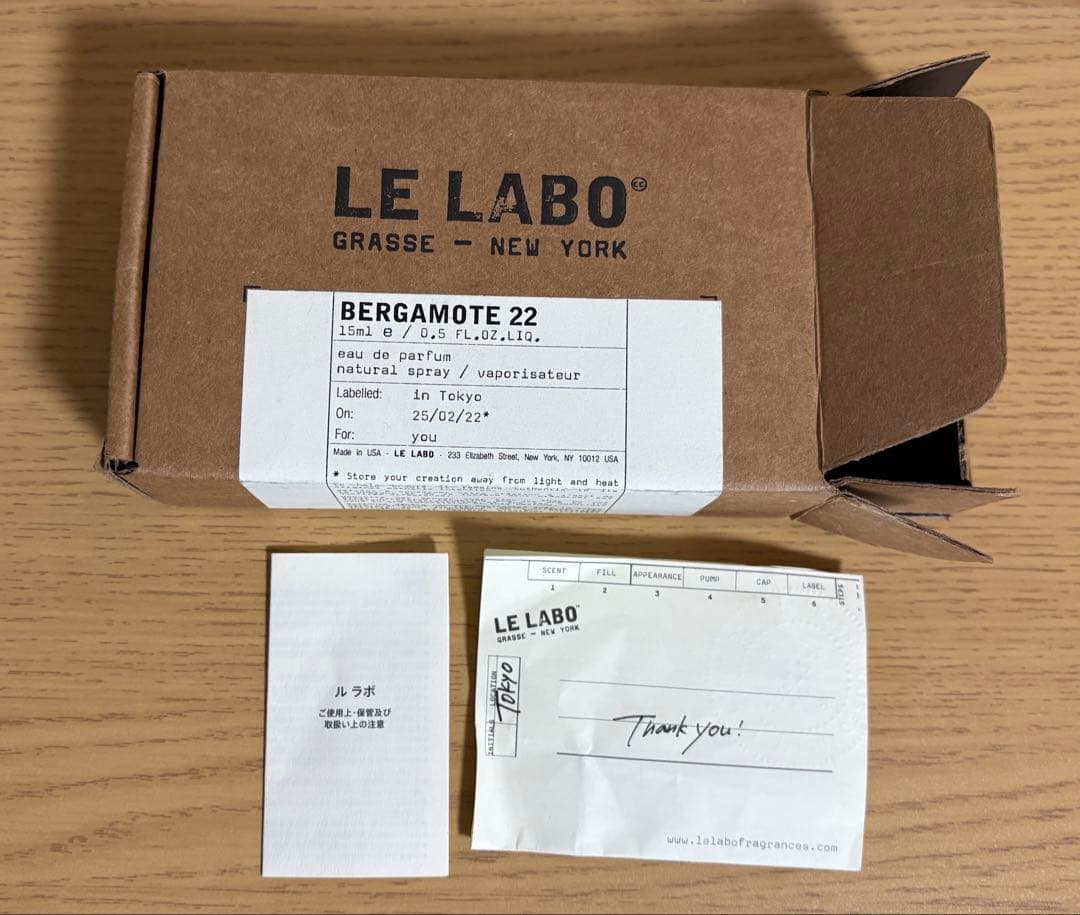 LE LABO
GRASSE — NEW YORK
BERGAMOTE 22
15ml e / 0.5 FL.OZ.LIQ.
eau de parfum
natural spray / vaporisateur
Labelled: in Tokyo
On: 25/02/22*
For: you
Made in USA - LE LABO - 233 Elizabeth Street, New York, NY 10012 USA
* Store your creation away from light and heat
ル ラボ
ご使用上・保管及び
取扱い上の注意
SCENT FILL APPEARANCE PUMP CAP LABEL STEPS
1 2 3 4 5 6
LE LABO
GRASSE — NEW YORK
LOCATION Tokyo
INITIALS
Thank you!
www.lelabofragrances.com